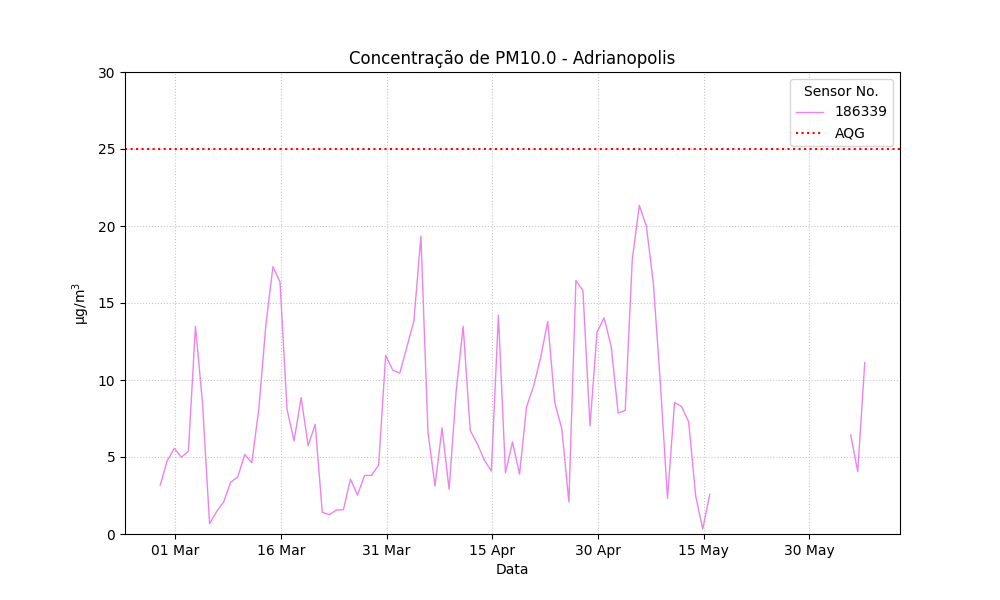 Concentração de PM10.0 - Adrianopolis
30
25
20
15
10
5
0
µg/m³
Sensor No.
186339
AQG
01 Mar 16 Mar 31 Mar 15 Apr 30 Apr 15 May 30 May
Data